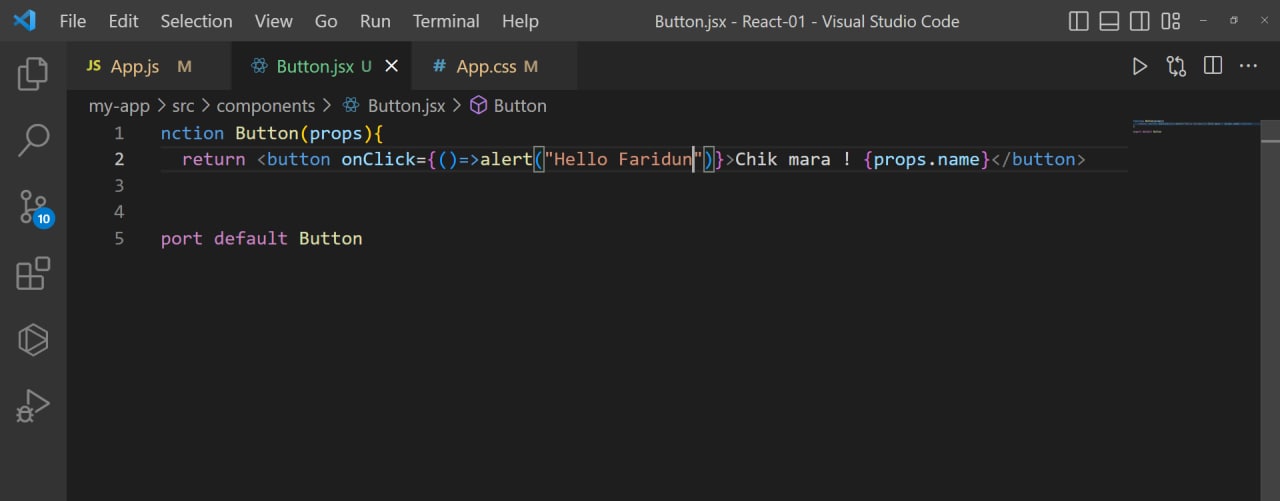 File Edit Selection View Go Run Terminal Help Button.jsx - React-01 - Visual Studio Code
JS App.js M Button.jsx U # App.css M
my-app > src > components > Button.jsx > Button
1 nction Button(props){
2 return <button onClick={()=>alert("Hello Faridun")}>Chik mara ! {props.name}</button>
3
4
5 port default Button
10